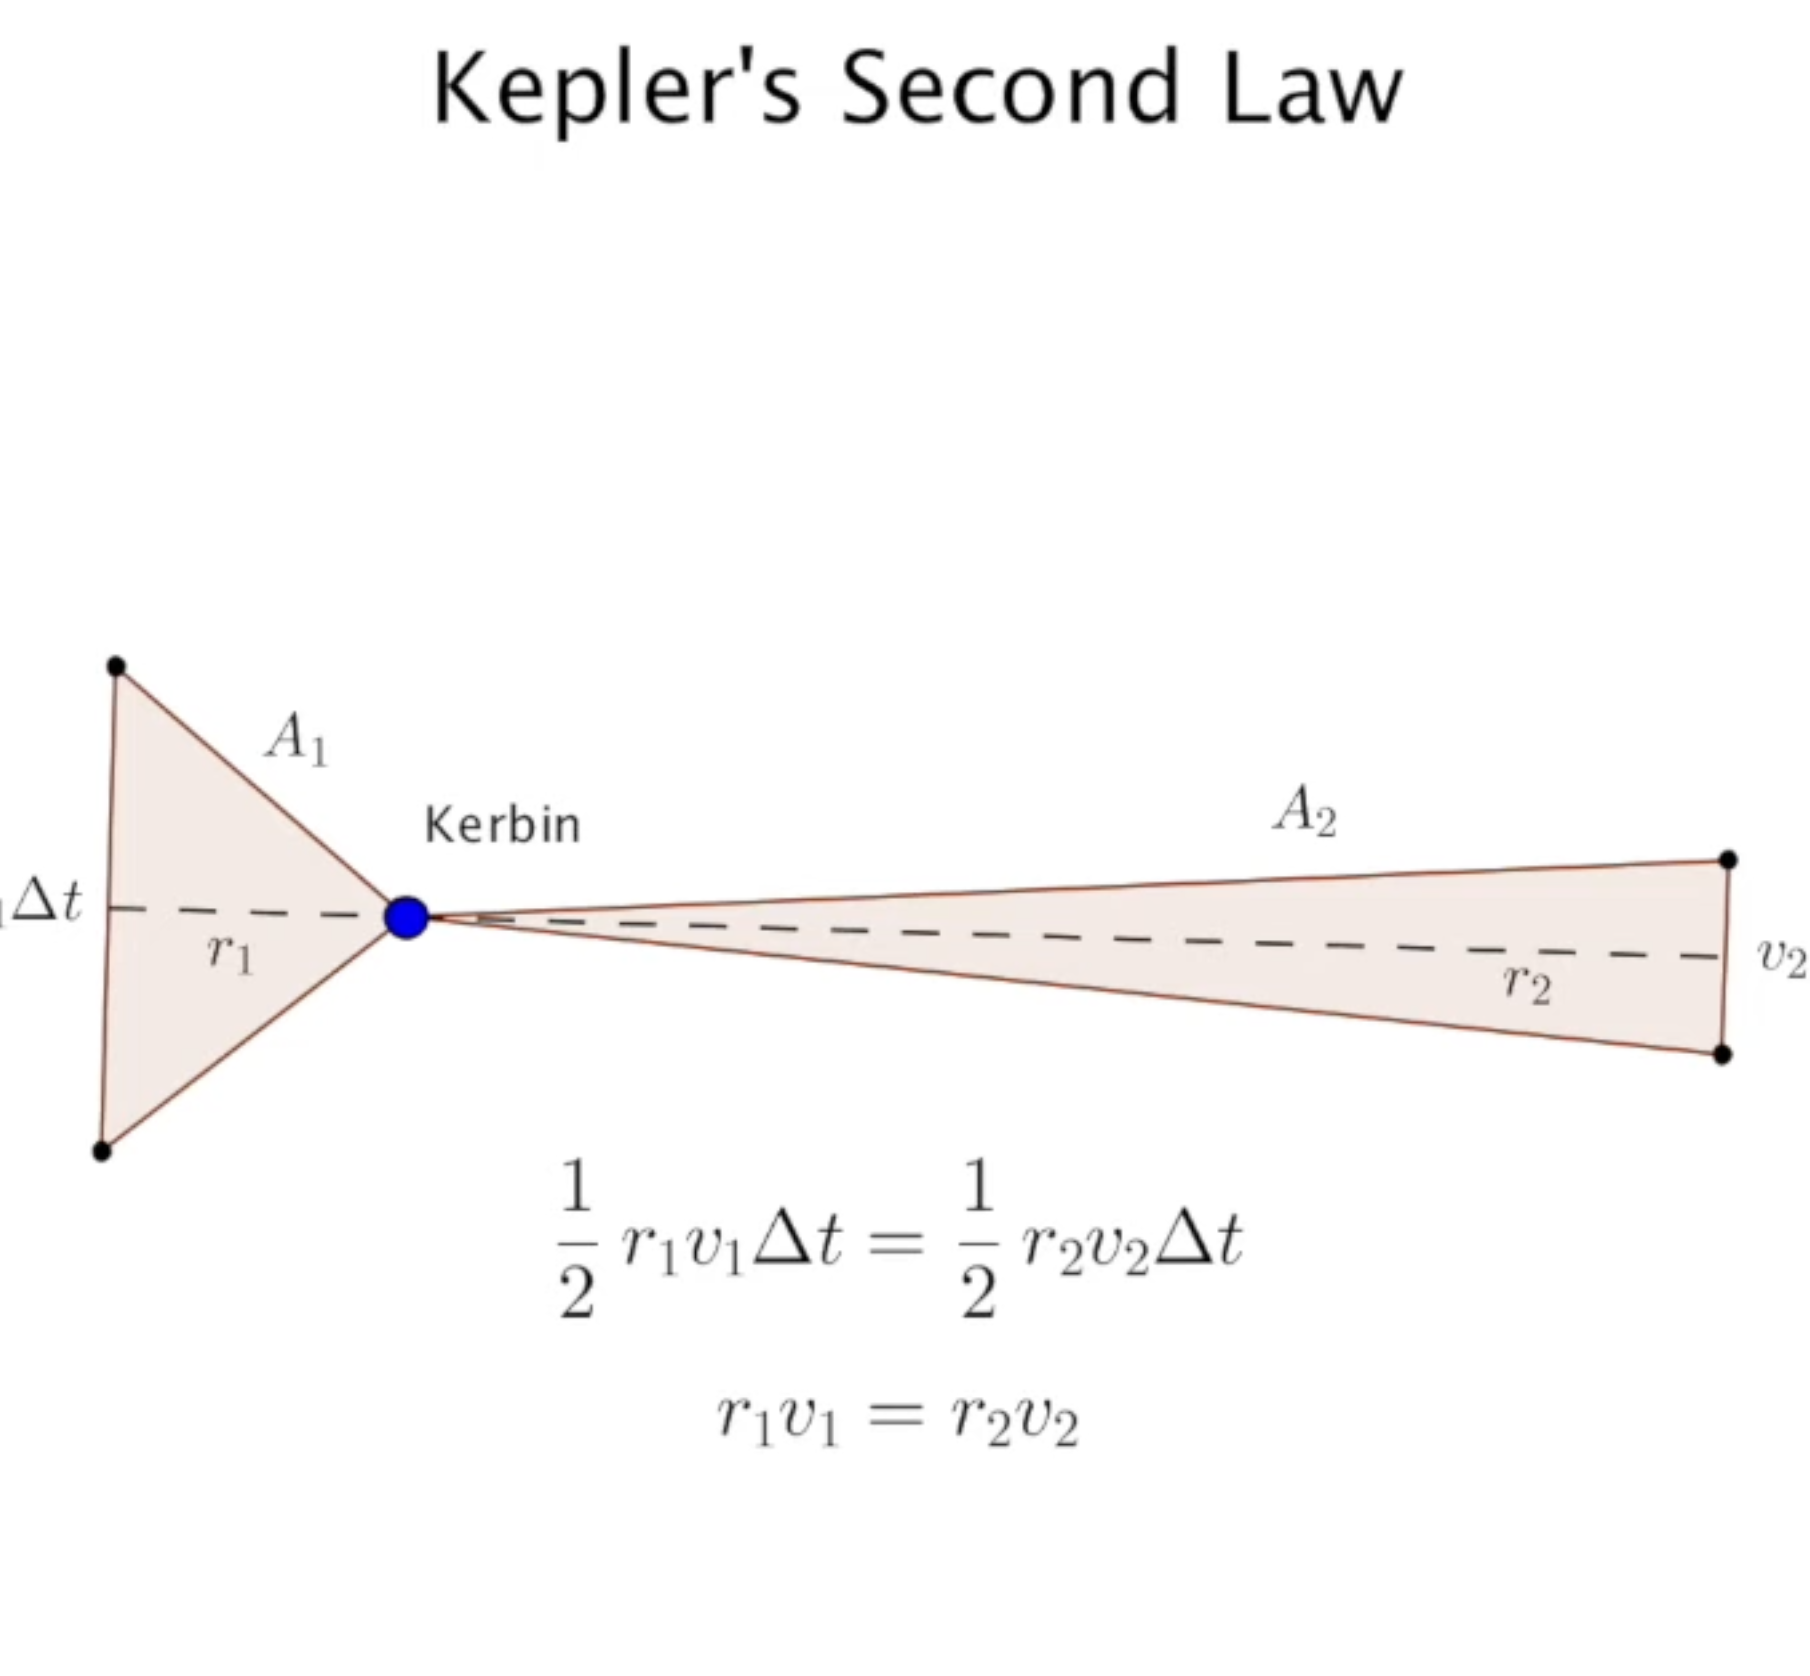 Kepler's Second Law
A₁
Kerbin
A₂
Δt
r₁
r₂
v₂
1/2 r₁v₁Δt = 1/2 r₂v₂Δt
r₁v₁ = r₂v₂